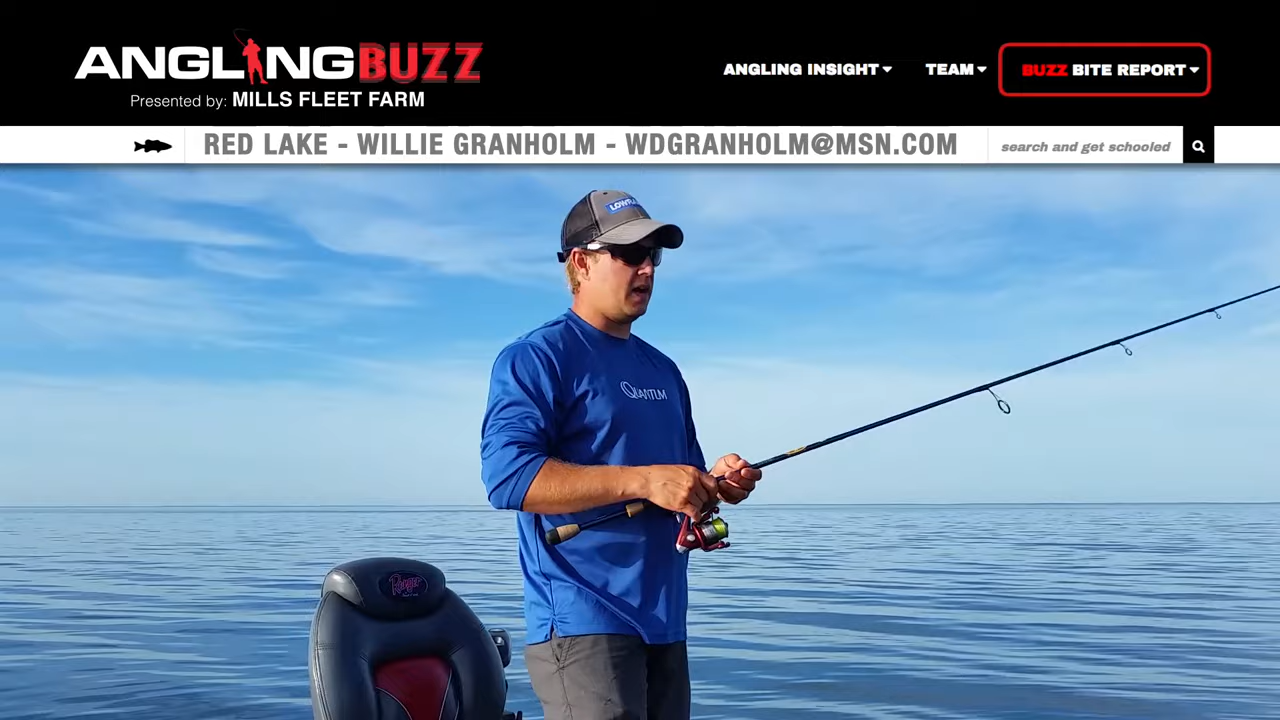 ANGLINGBUZZ
Presented by: MILLS FLEET FARM
ANGLING INSIGHT
TEAM
BUZZ BITE REPORT
RED LAKE - WILLIE GRANHOLM - WDGRANHOLM@MSN.COM
search and get schooled
QUANTUM
Ranger